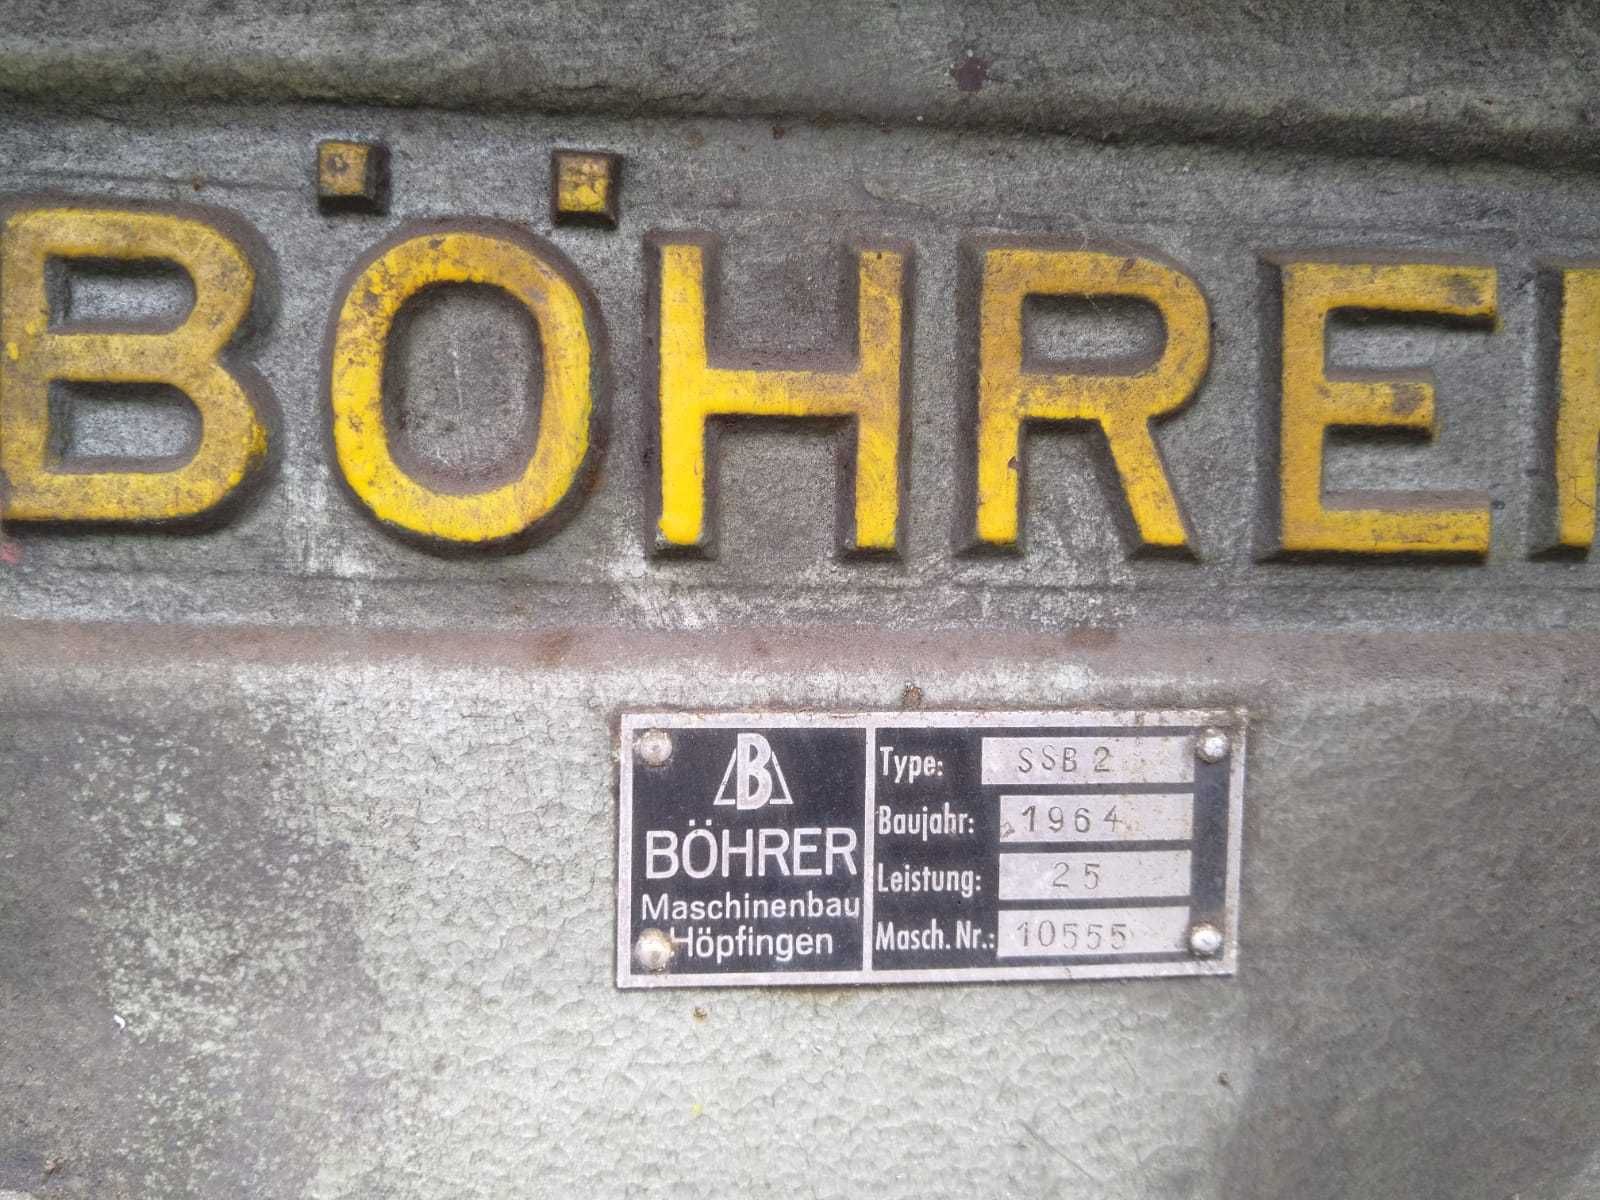 BÖHRE
B
BÖHRER
Maschinenbau
Höpfingen
Type: SSB 2
Baujahr: 1964
Leistung: 25
Masch. Nr.: 10555